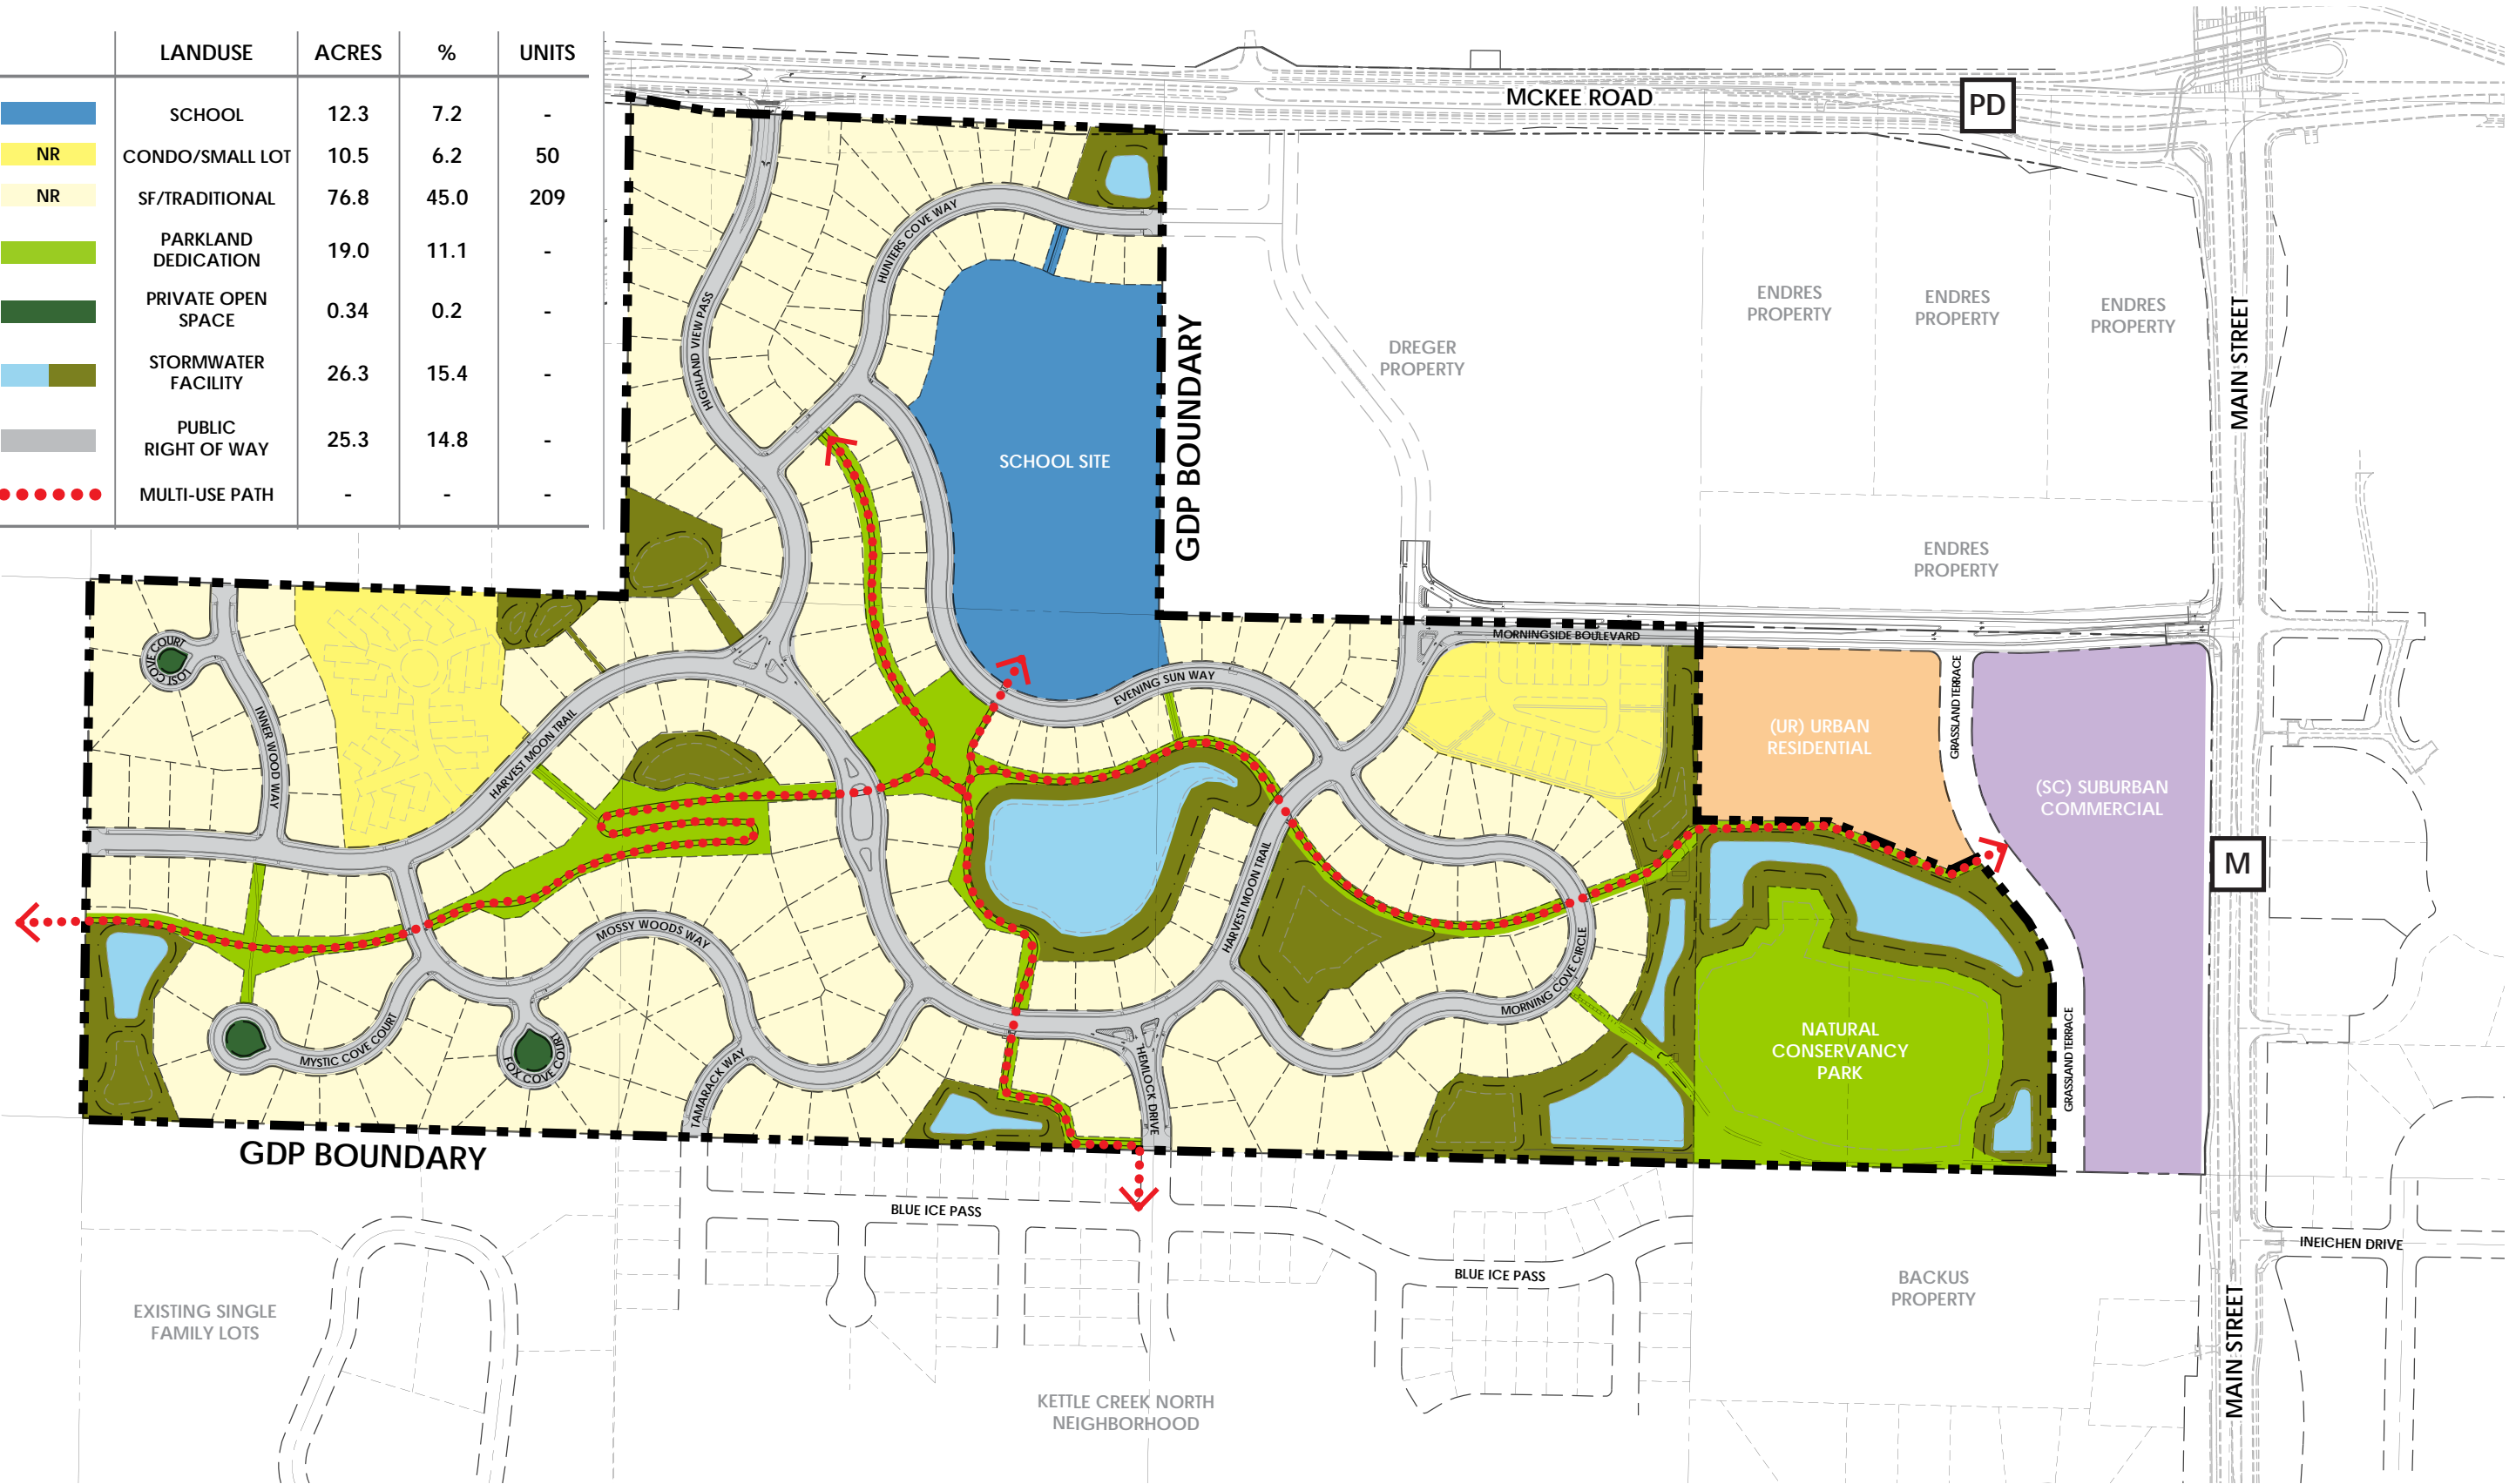 LANDUSE ACRES % UNITS
SCHOOL 12.3 7.2 -
NR CONDO/SMALL LOT 10.5 6.2 50
NR SF/TRADITIONAL 76.8 45.0 209
PARKLAND
DEDICATION 19.0 11.1 -
PRIVATE OPEN
SPACE 0.34 0.2 -
STORMWATER
FACILITY 26.3 15.4 -
PUBLIC
RIGHT OF WAY 25.3 14.8 -
MULTI-USE PATH - - -
MCKEE ROAD
PD
HUNTERS COVE WAY
HIGHLAND VIEW PASS
GDP BOUNDARY
SCHOOL SITE
DREGER
PROPERTY
ENDRES
PROPERTY
ENDRES
PROPERTY
ENDRES
PROPERTY
MAIN STREET
ENDRES
PROPERTY
MORNINGSIDE BOULEVARD
LOST COVE COURT
INNER WOOD WAY
HARVEST MOON TRAIL
EVENING SUN WAY
(UR) URBAN
RESIDENTIAL
GRASSLAND TERRACE
(SC) SUBURBAN
COMMERCIAL
M
MOSSY WOODS WAY
HARVEST MOON TRAIL
MORNING COVE CIRCLE
MYSTIC COVE COURT
FOX COVE COURT
TAMARACK WAY
HEMLOCK DRIVE
NATURAL
CONSERVANCY
PARK
GRASSLAND TERRACE
GDP BOUNDARY
BLUE ICE PASS
BLUE ICE PASS
INEICHEN DRIVE
EXISTING SINGLE
FAMILY LOTS
BACKUS
PROPERTY
MAIN STREET
KETTLE CREEK NORTH
NEIGHBORHOOD